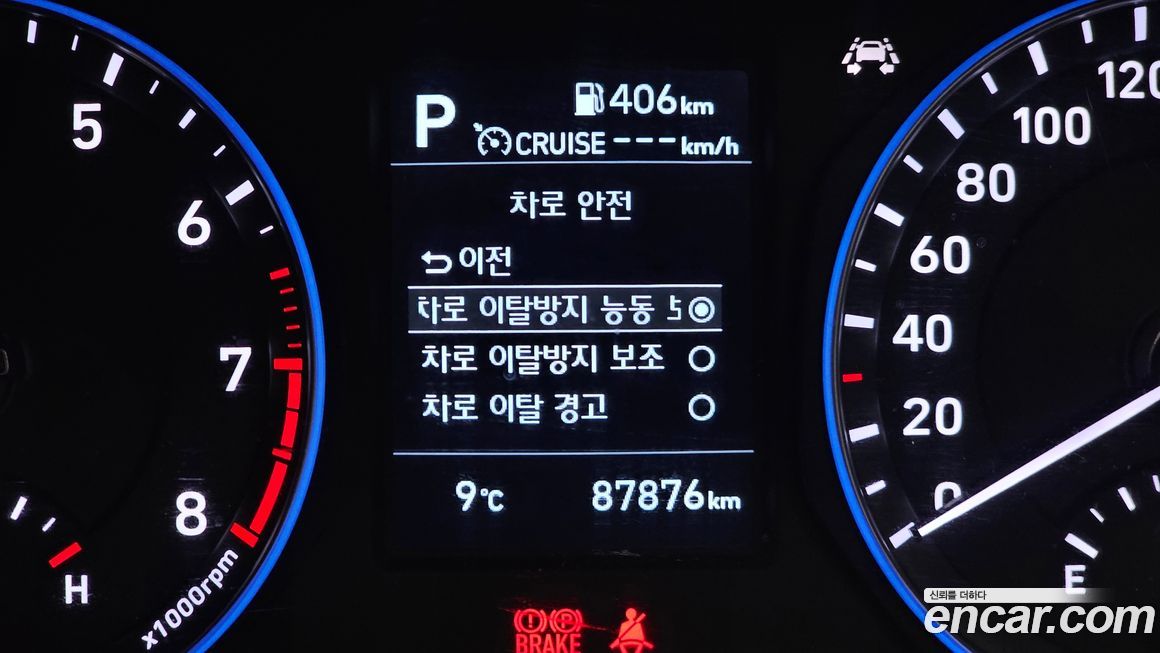 5
6
7
8
H
x1000rpm
P
406km
CRUISE ---km/h
차로 안전
이전
차로 이탈방지 능동
차로 이탈방지 보조
차로 이탈 경고
9℃
87876km
BRAKE
120
100
80
60
40
20
0
E
신뢰를 더하다
encar.com